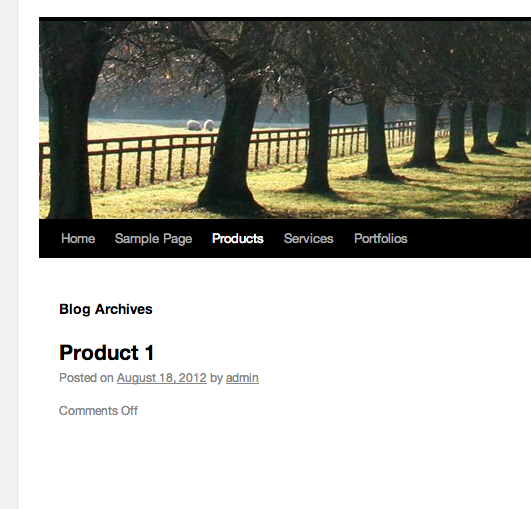 Home Sample Page Products Services Portfolios
Blog Archives
Product 1
Posted on August 18, 2012 by admin
Comments Off